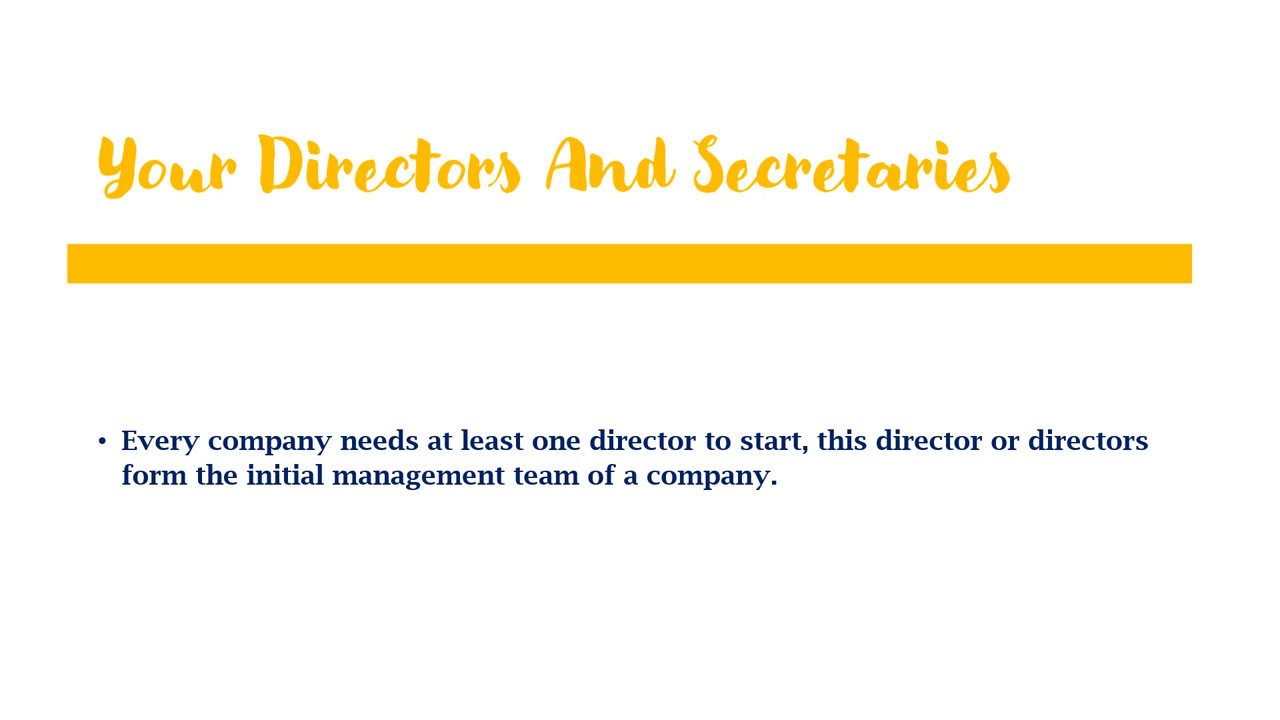 Your Directors And Secretaries
• Every company needs at least one director to start, this director or directors
form the initial management team of a company.